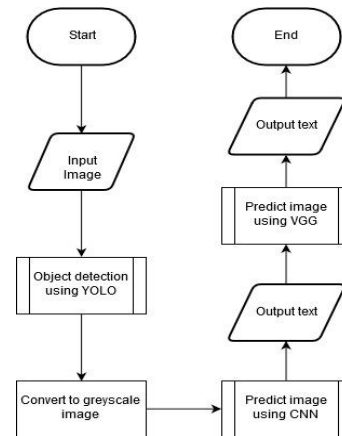 Start
Input
Image
Object detection
using YOLO
Convert to greyscale
image
Predict image
using CNN
Output text
Predict image
using VGG
Output text
End